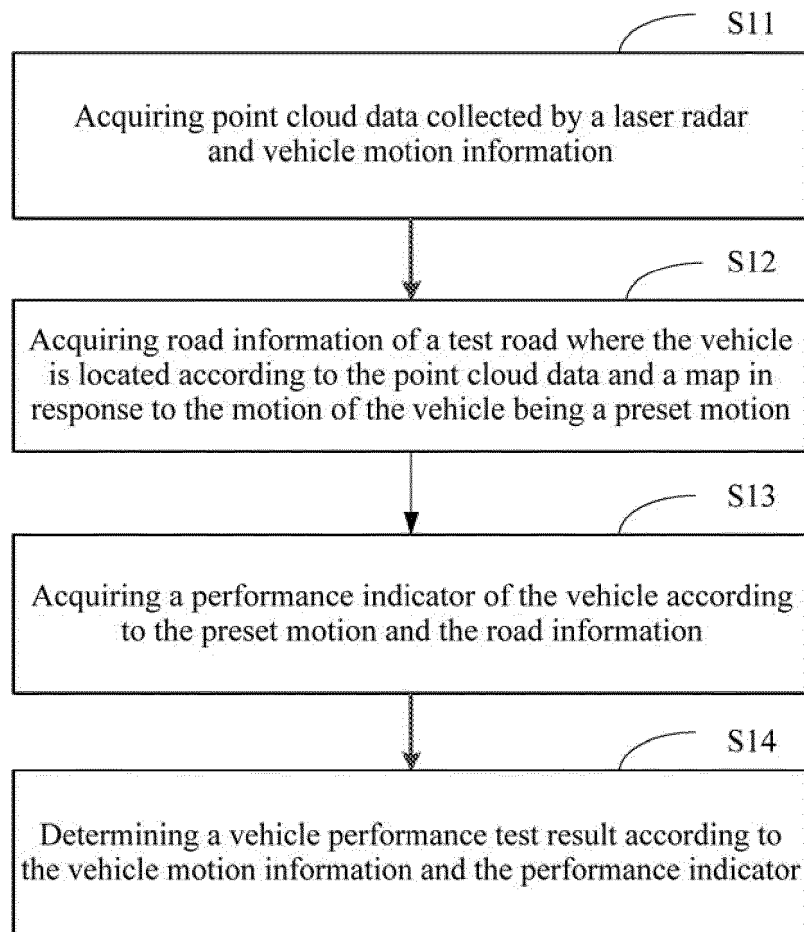 S11
Acquiring point cloud data collected by a laser radar
and vehicle motion information
S12
Acquiring road information of a test road where the vehicle
is located according to the point cloud data and a map in
response to the motion of the vehicle being a preset motion
S13
Acquiring a performance indicator of the vehicle according
to the preset motion and the road information
S14
Determining a vehicle performance test result according to
the vehicle motion information and the performance indicator